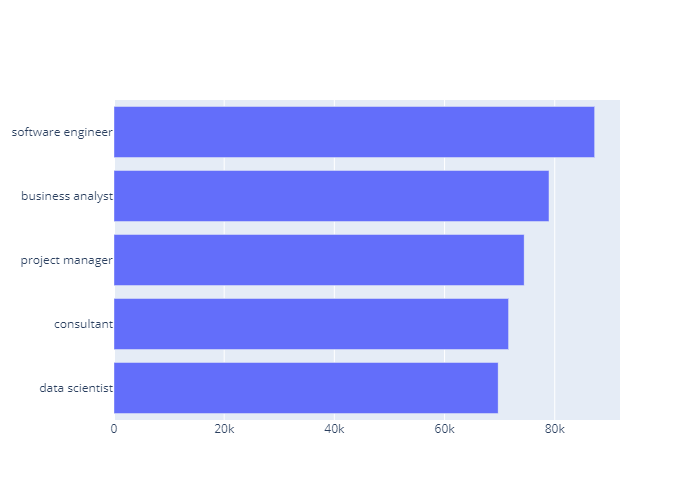 software engineer
business analyst
project manager
consultant
data scientist
0 20k 40k 60k 80k